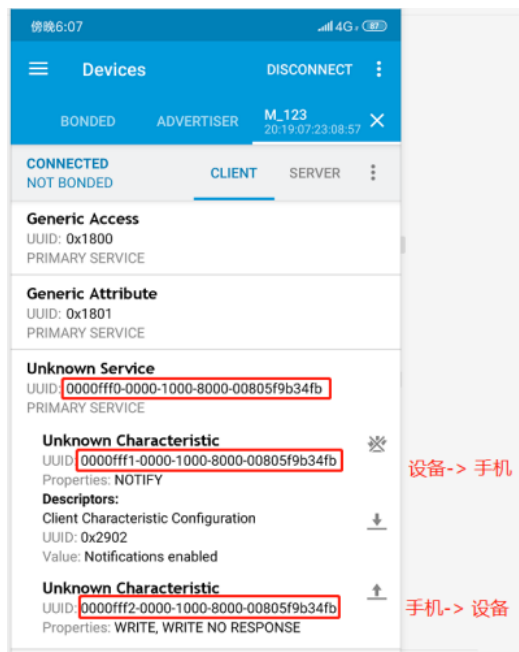 傍晚6:07 4G 87
Devices DISCONNECT
BONDED ADVERTISER M_123
20:19:07:23:08:57
CONNECTED
NOT BONDED
CLIENT SERVER
Generic Access
UUID: 0x1800
PRIMARY SERVICE
Generic Attribute
UUID: 0x1801
PRIMARY SERVICE
Unknown Service
UUID: 0000fff0-0000-1000-8000-00805f9b34fb
PRIMARY SERVICE
Unknown Characteristic
UUID: 0000fff1-0000-1000-8000-00805f9b34fb
设备-> 手机
Properties: NOTIFY
Descriptors:
Client Characteristic Configuration
UUID: 0x2902
Value: Notifications enabled
Unknown Characteristic
UUID: 0000fff2-0000-1000-8000-00805f9b34fb
手机-> 设备
Properties: WRITE, WRITE NO RESPONSE